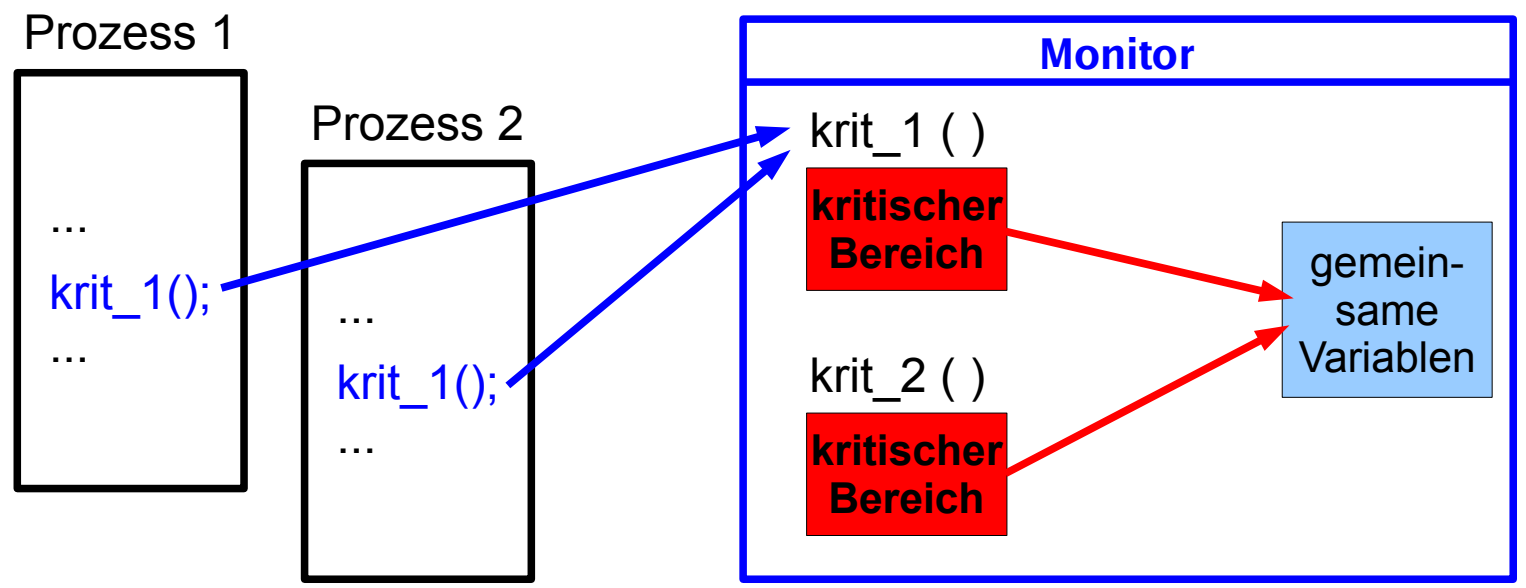 Prozess 1
...
krit_1();
...
Prozess 2
...
krit_1();
...
Monitor
krit_1 ( )
kritischer
Bereich
krit_2 ( )
kritischer
Bereich
gemein-
same
Variablen